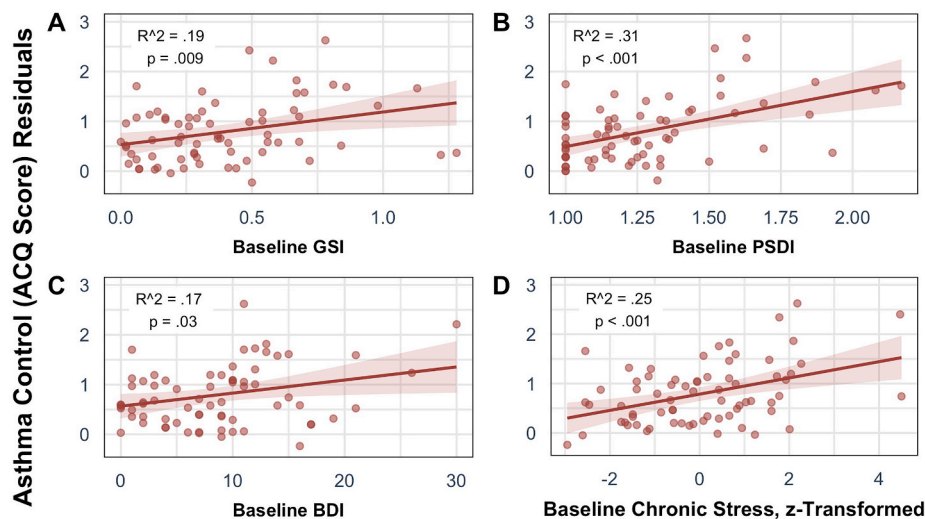 Asthma Control (ACQ Score) Residuals
A
R^2 = .19
p = .009
3
2
1
0
0.0 0.5 1.0
Baseline GSI
B
R^2 = .31
p < .001
3
2
1
0
1.00 1.25 1.50 1.75 2.00
Baseline PSDI
C
R^2 = .17
p = .03
3
2
1
0
0 10 20 30
Baseline BDI
D
R^2 = .25
p < .001
3
2
1
0
-2 0 2 4
Baseline Chronic Stress, z-Transformed